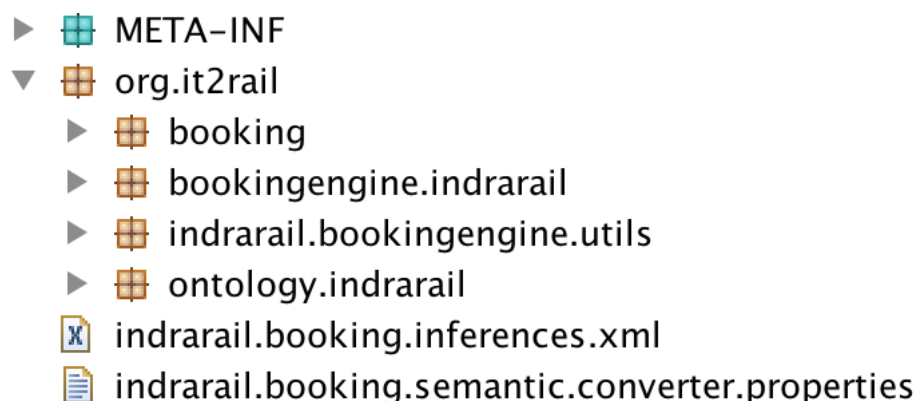 META-INF
org.it2rail
booking
bookingengine.indrarail
indrarail.bookingengine.utils
ontology.indrarail
indrarail.booking.inferences.xml
indrarail.booking.semantic.converter.properties